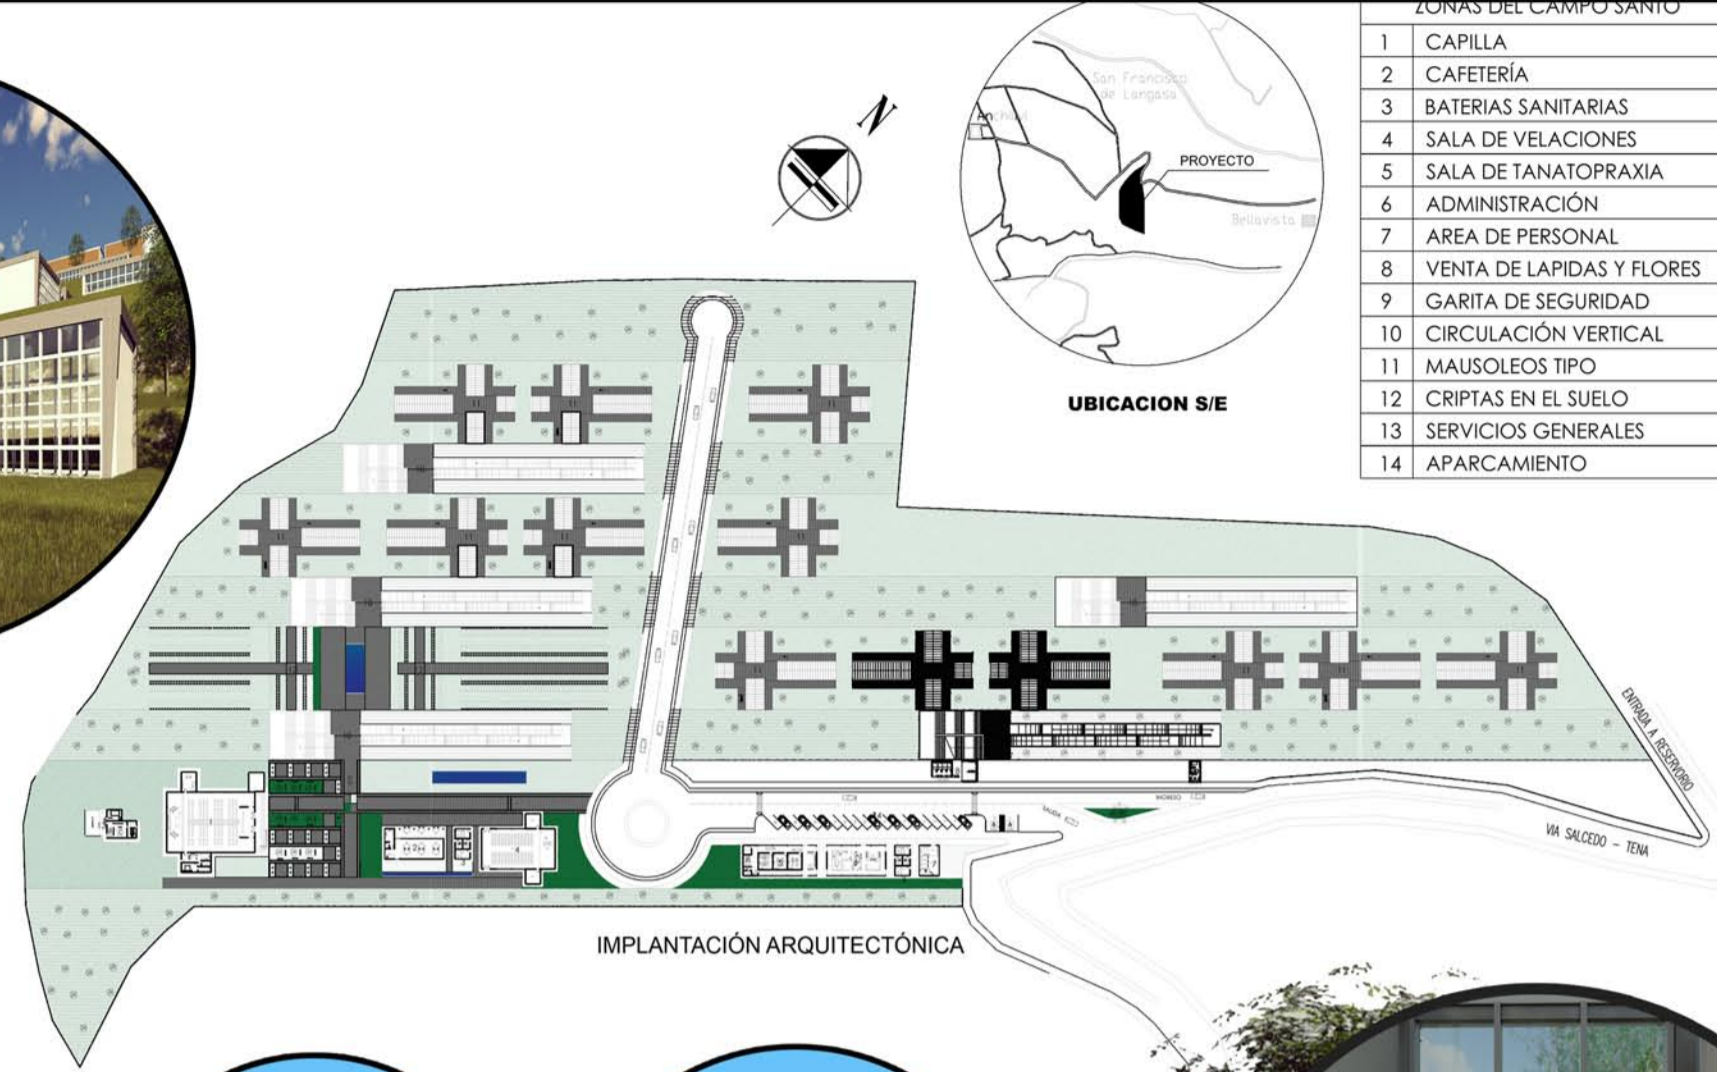 ZONAS DEL CAMPO SANTO
1 CAPILLA
2 CAFETERÍA
3 BATERIAS SANITARIAS
4 SALA DE VELACIONES
5 SALA DE TANATOPRAXIA
6 ADMINISTRACIÓN
7 AREA DE PERSONAL
8 VENTA DE LAPIDAS Y FLORES
9 GARITA DE SEGURIDAD
10 CIRCULACIÓN VERTICAL
11 MAUSOLEOS TIPO
12 CRIPTAS EN EL SUELO
13 SERVICIOS GENERALES
14 APARCAMIENTO
N
San Francisco
de Langasa
PROYECTO
Bellavista
UBICACION S/E
ENTRADA A RESERVORIO
VIA SALCEDO - TENA
SALIDA
IMPLANTACIÓN ARQUITECTÓNICA